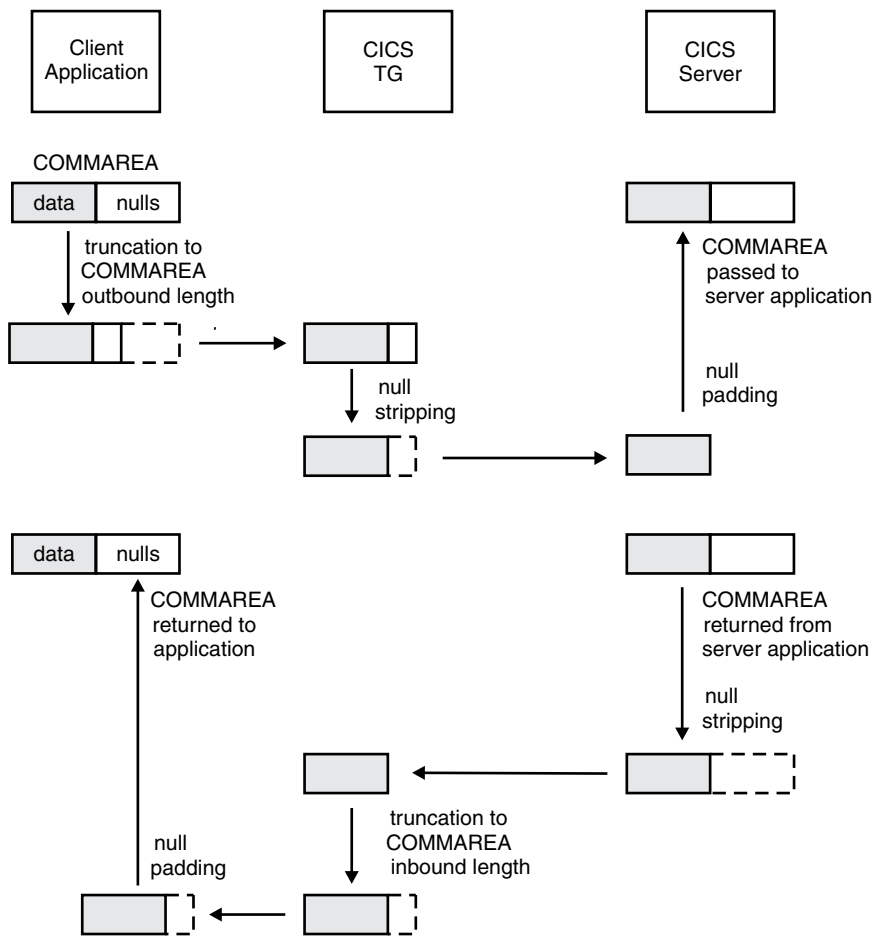 Client
Application
CICS
TG
CICS
Server
COMMAREA
data nulls
truncation to
COMMAREA
outbound length
COMMAREA
passed to
server application
null
padding
null
stripping
data nulls
COMMAREA
returned to
application
COMMAREA
returned from
server application
null
stripping
truncation to
COMMAREA
inbound length
null
padding